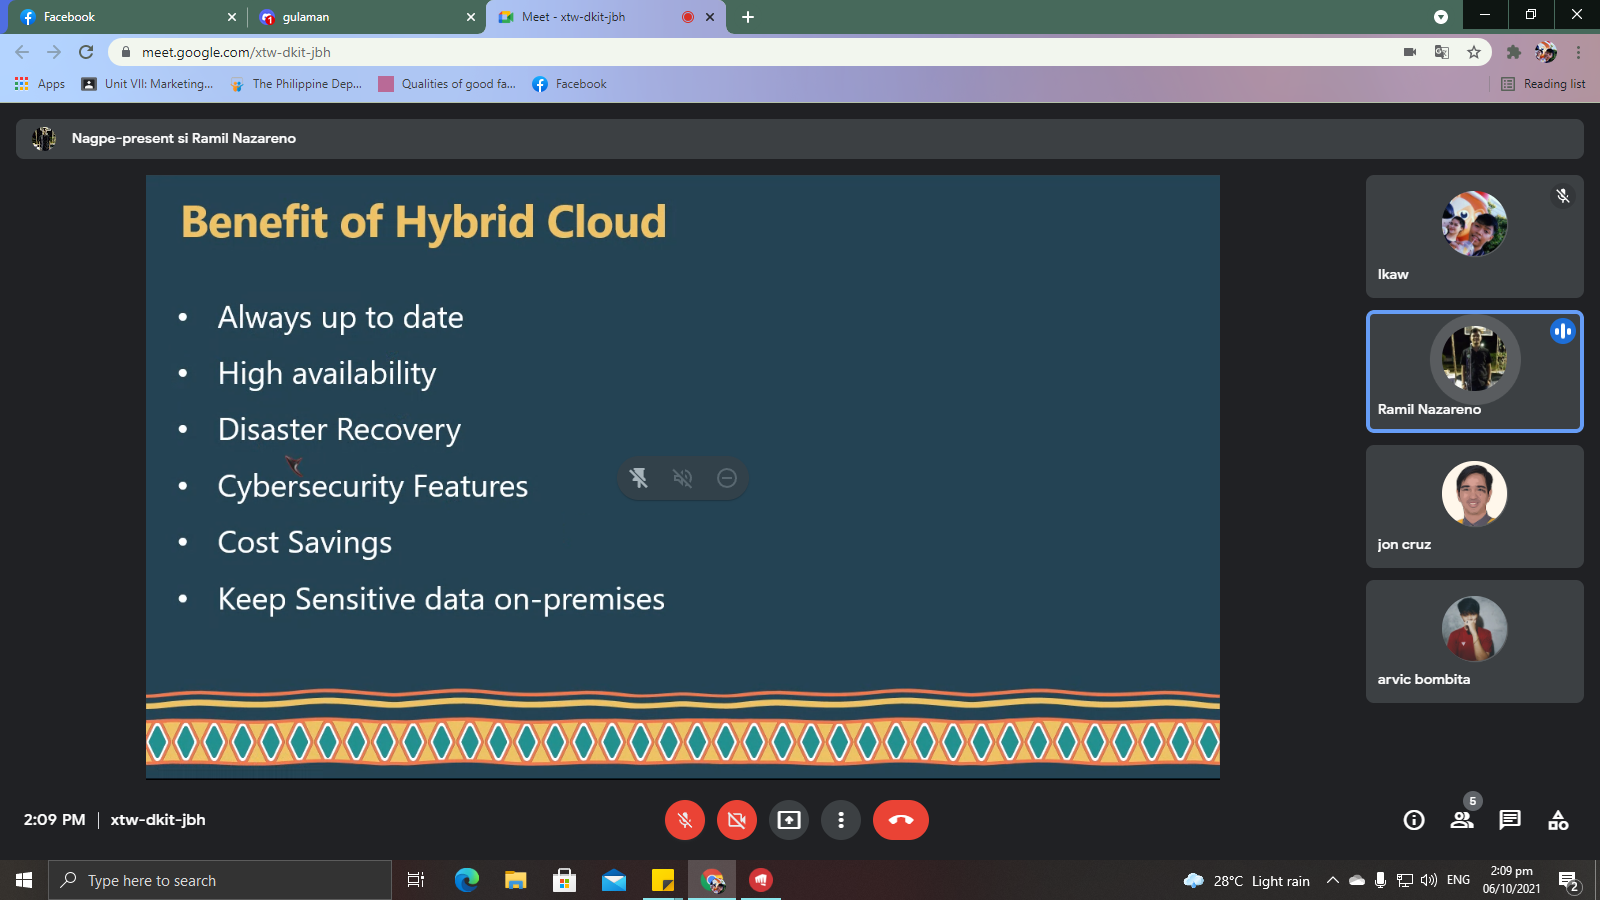 Facebook
gulaman
Meet - xtw-dkit-jbh
meet.google.com/xtw-dkit-jbh
Apps
Unit VII: Marketing...
The Philippine Dep...
Qualities of good fa...
Facebook
Reading list
Nagpe-present si Ramil Nazareno
Benefit of Hybrid Cloud
• Always up to date
• High availability
• Disaster Recovery
• Cybersecurity Features
• Cost Savings
• Keep Sensitive data on-premises
Ikaw
Ramil Nazareno
jon cruz
arvic bombita
2:09 PM | xtw-dkit-jbh
5
Type here to search
28°C Light rain
ENG
2:09 pm
06/10/2021
2